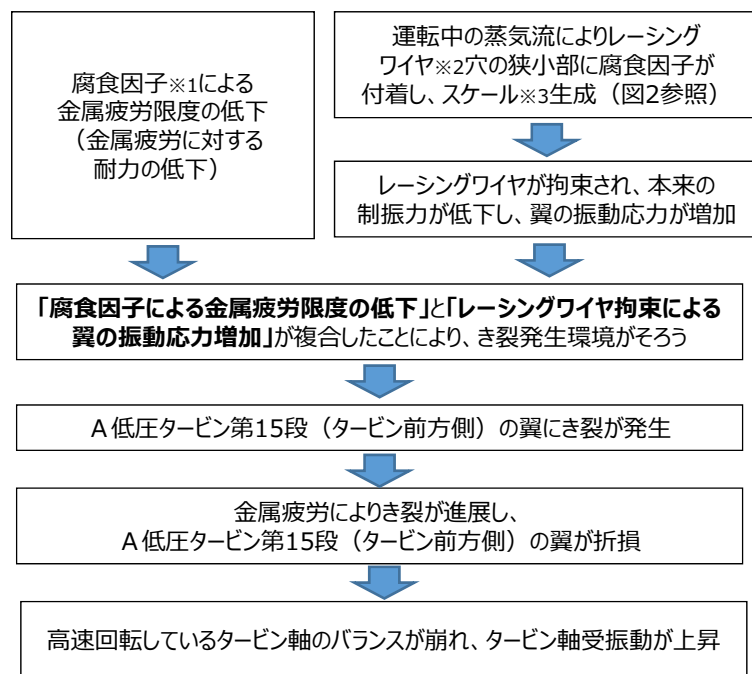 腐食因子※1による
金属疲労限度の低下
（金属疲労に対する
耐力の低下）
運転中の蒸気流によりレーシング
ワイヤ※2穴の狭小部に腐食因子が
付着し、スケール※3生成（図2参照）
レーシングワイヤが拘束され、本来の
制振力が低下し、翼の振動応力が増加
「腐食因子による金属疲労限度の低下」と「レーシングワイヤ拘束による
翼の振動応力増加」が複合したことにより、き裂発生環境がそろう
Ａ低圧タービン第15段（タービン前方側）の翼にき裂が発生
金属疲労によりき裂が進展し、
Ａ低圧タービン第15段（タービン前方側）の翼が折損
高速回転しているタービン軸のバランスが崩れ、タービン軸受振動が上昇